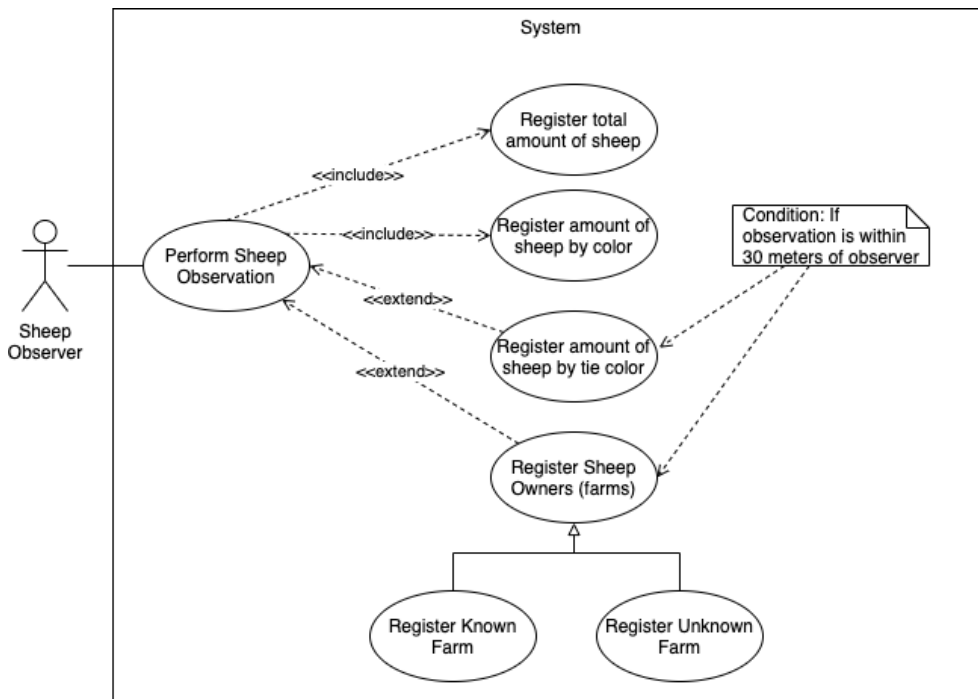 System
Register total
amount of sheep
<<include>>
Register amount of
sheep by color
<<include>>
Condition: If
observation is within
30 meters of observer
Perform Sheep
Observation
Sheep
Observer
<<extend>>
Register amount of
sheep by tie color
<<extend>>
Register Sheep
Owners (farms)
Register Known
Farm
Register Unknown
Farm